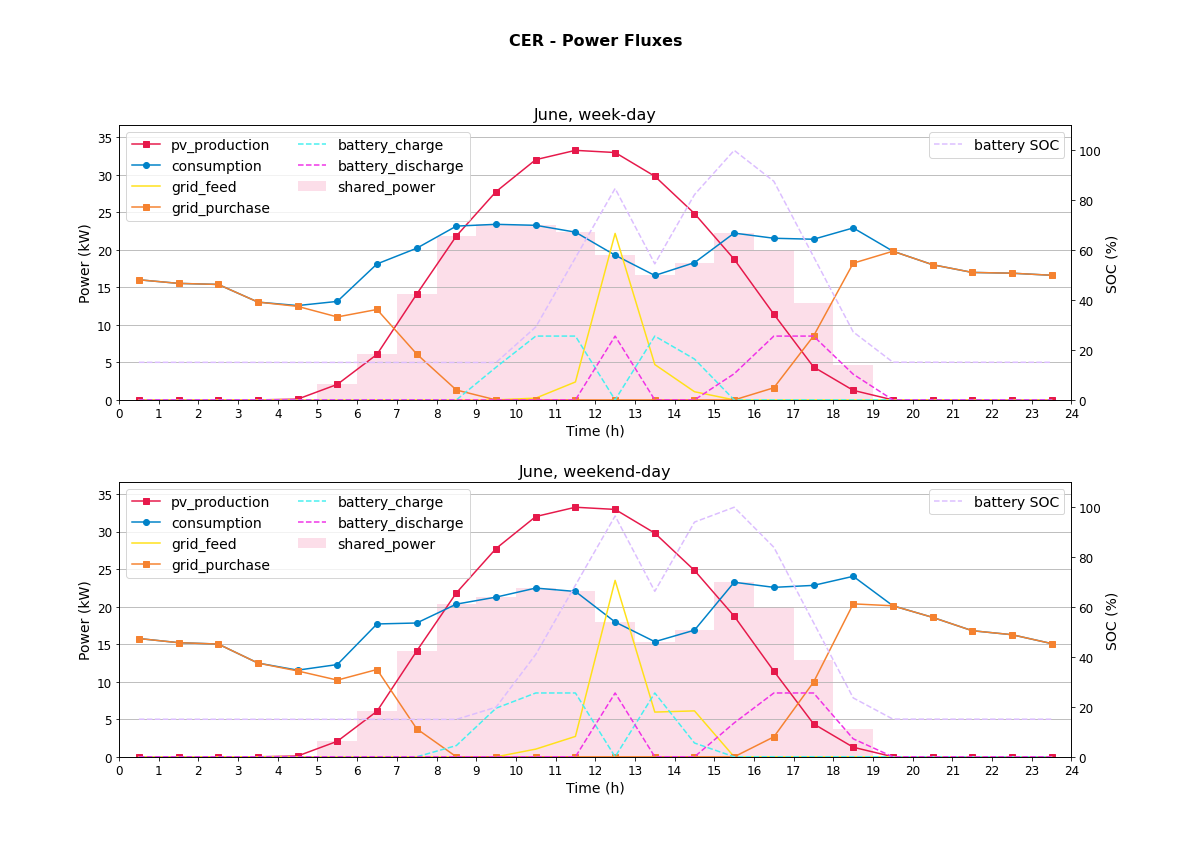 CER - Power Fluxes
June, week-day
pv_production
consumption
grid_feed
grid_purchase
battery_charge
battery_discharge
shared_power
battery SOC
35
30
25
20
15
10
5
0
Power (kW)
100
80
60
40
20
0
SOC (%)
0 1 2 3 4 5 6 7 8 9 10 11 12 13 14 15 16 17 18 19 20 21 22 23 24
Time (h)
June, weekend-day
pv_production
consumption
grid_feed
grid_purchase
battery_charge
battery_discharge
shared_power
battery SOC
35
30
25
20
15
10
5
0
Power (kW)
100
80
60
40
20
0
SOC (%)
0 1 2 3 4 5 6 7 8 9 10 11 12 13 14 15 16 17 18 19 20 21 22 23 24
Time (h)